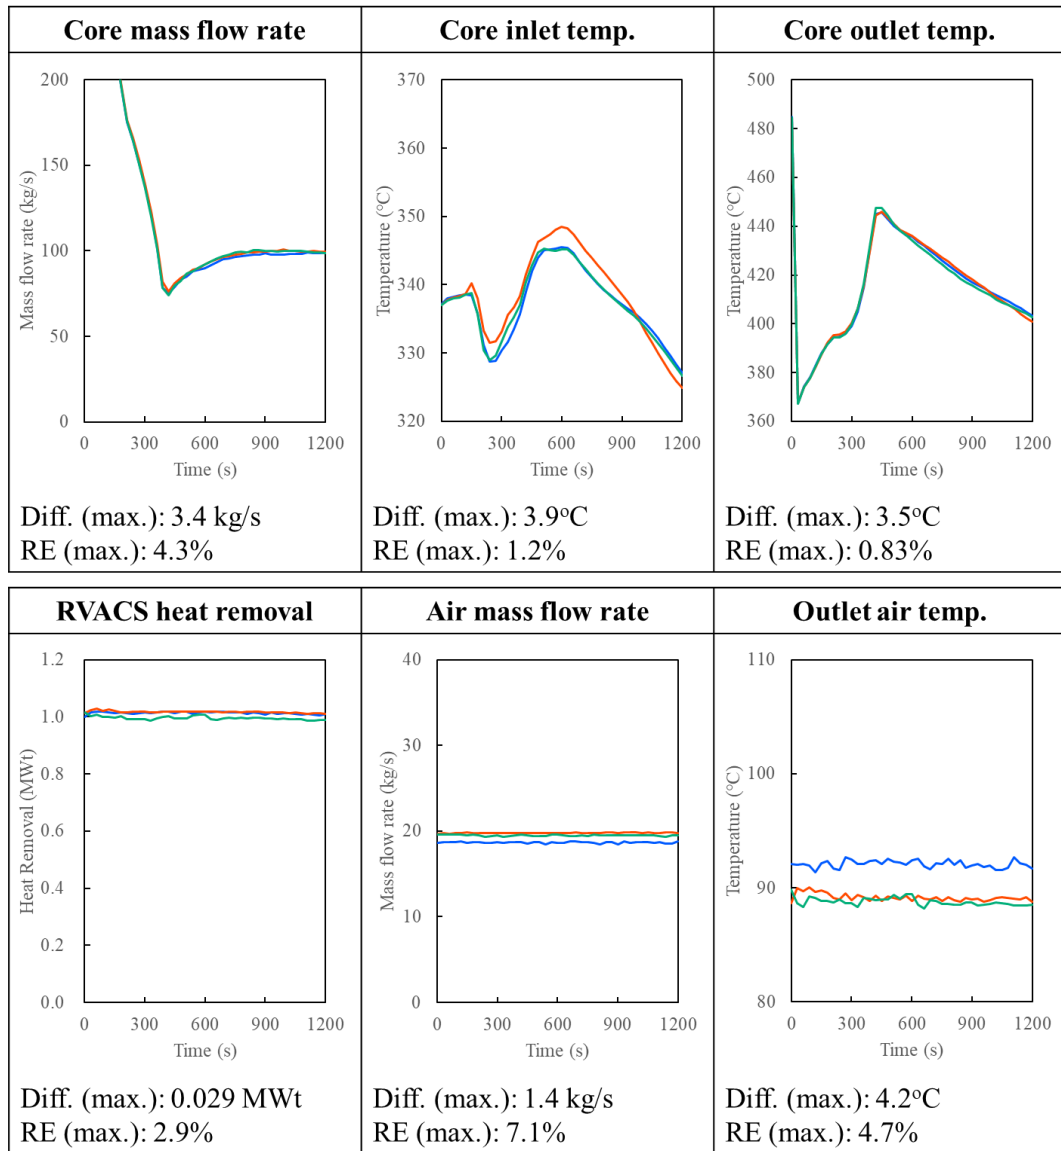 Core mass flow rate
Core inlet temp.
Core outlet temp.
200
150
100
50
0
Mass flow rate (kg/s)
0 300 600 900 1200
Time (s)
370
360
350
340
330
320
Temperature (°C)
0 300 600 900 1200
Time (s)
500
480
460
440
420
400
380
360
Temperature (°C)
0 300 600 900 1200
Time (s)
Diff. (max.): 3.4 kg/s
RE (max.): 4.3%
Diff. (max.): 3.9°C
RE (max.): 1.2%
Diff. (max.): 3.5°C
RE (max.): 0.83%
RVACS heat removal
Air mass flow rate
Outlet air temp.
1.2
1.0
0.8
0.6
0.4
0.2
0.0
Heat Removal (MWt)
0 300 600 900 1200
Time (s)
40
30
20
10
0
Mass flow rate (kg/s)
0 300 600 900 1200
Time (s)
110
100
90
80
Temperature (°C)
0 300 600 900 1200
Time (s)
Diff. (max.): 0.029 MWt
RE (max.): 2.9%
Diff. (max.): 1.4 kg/s
RE (max.): 7.1%
Diff. (max.): 4.2°C
RE (max.): 4.7%